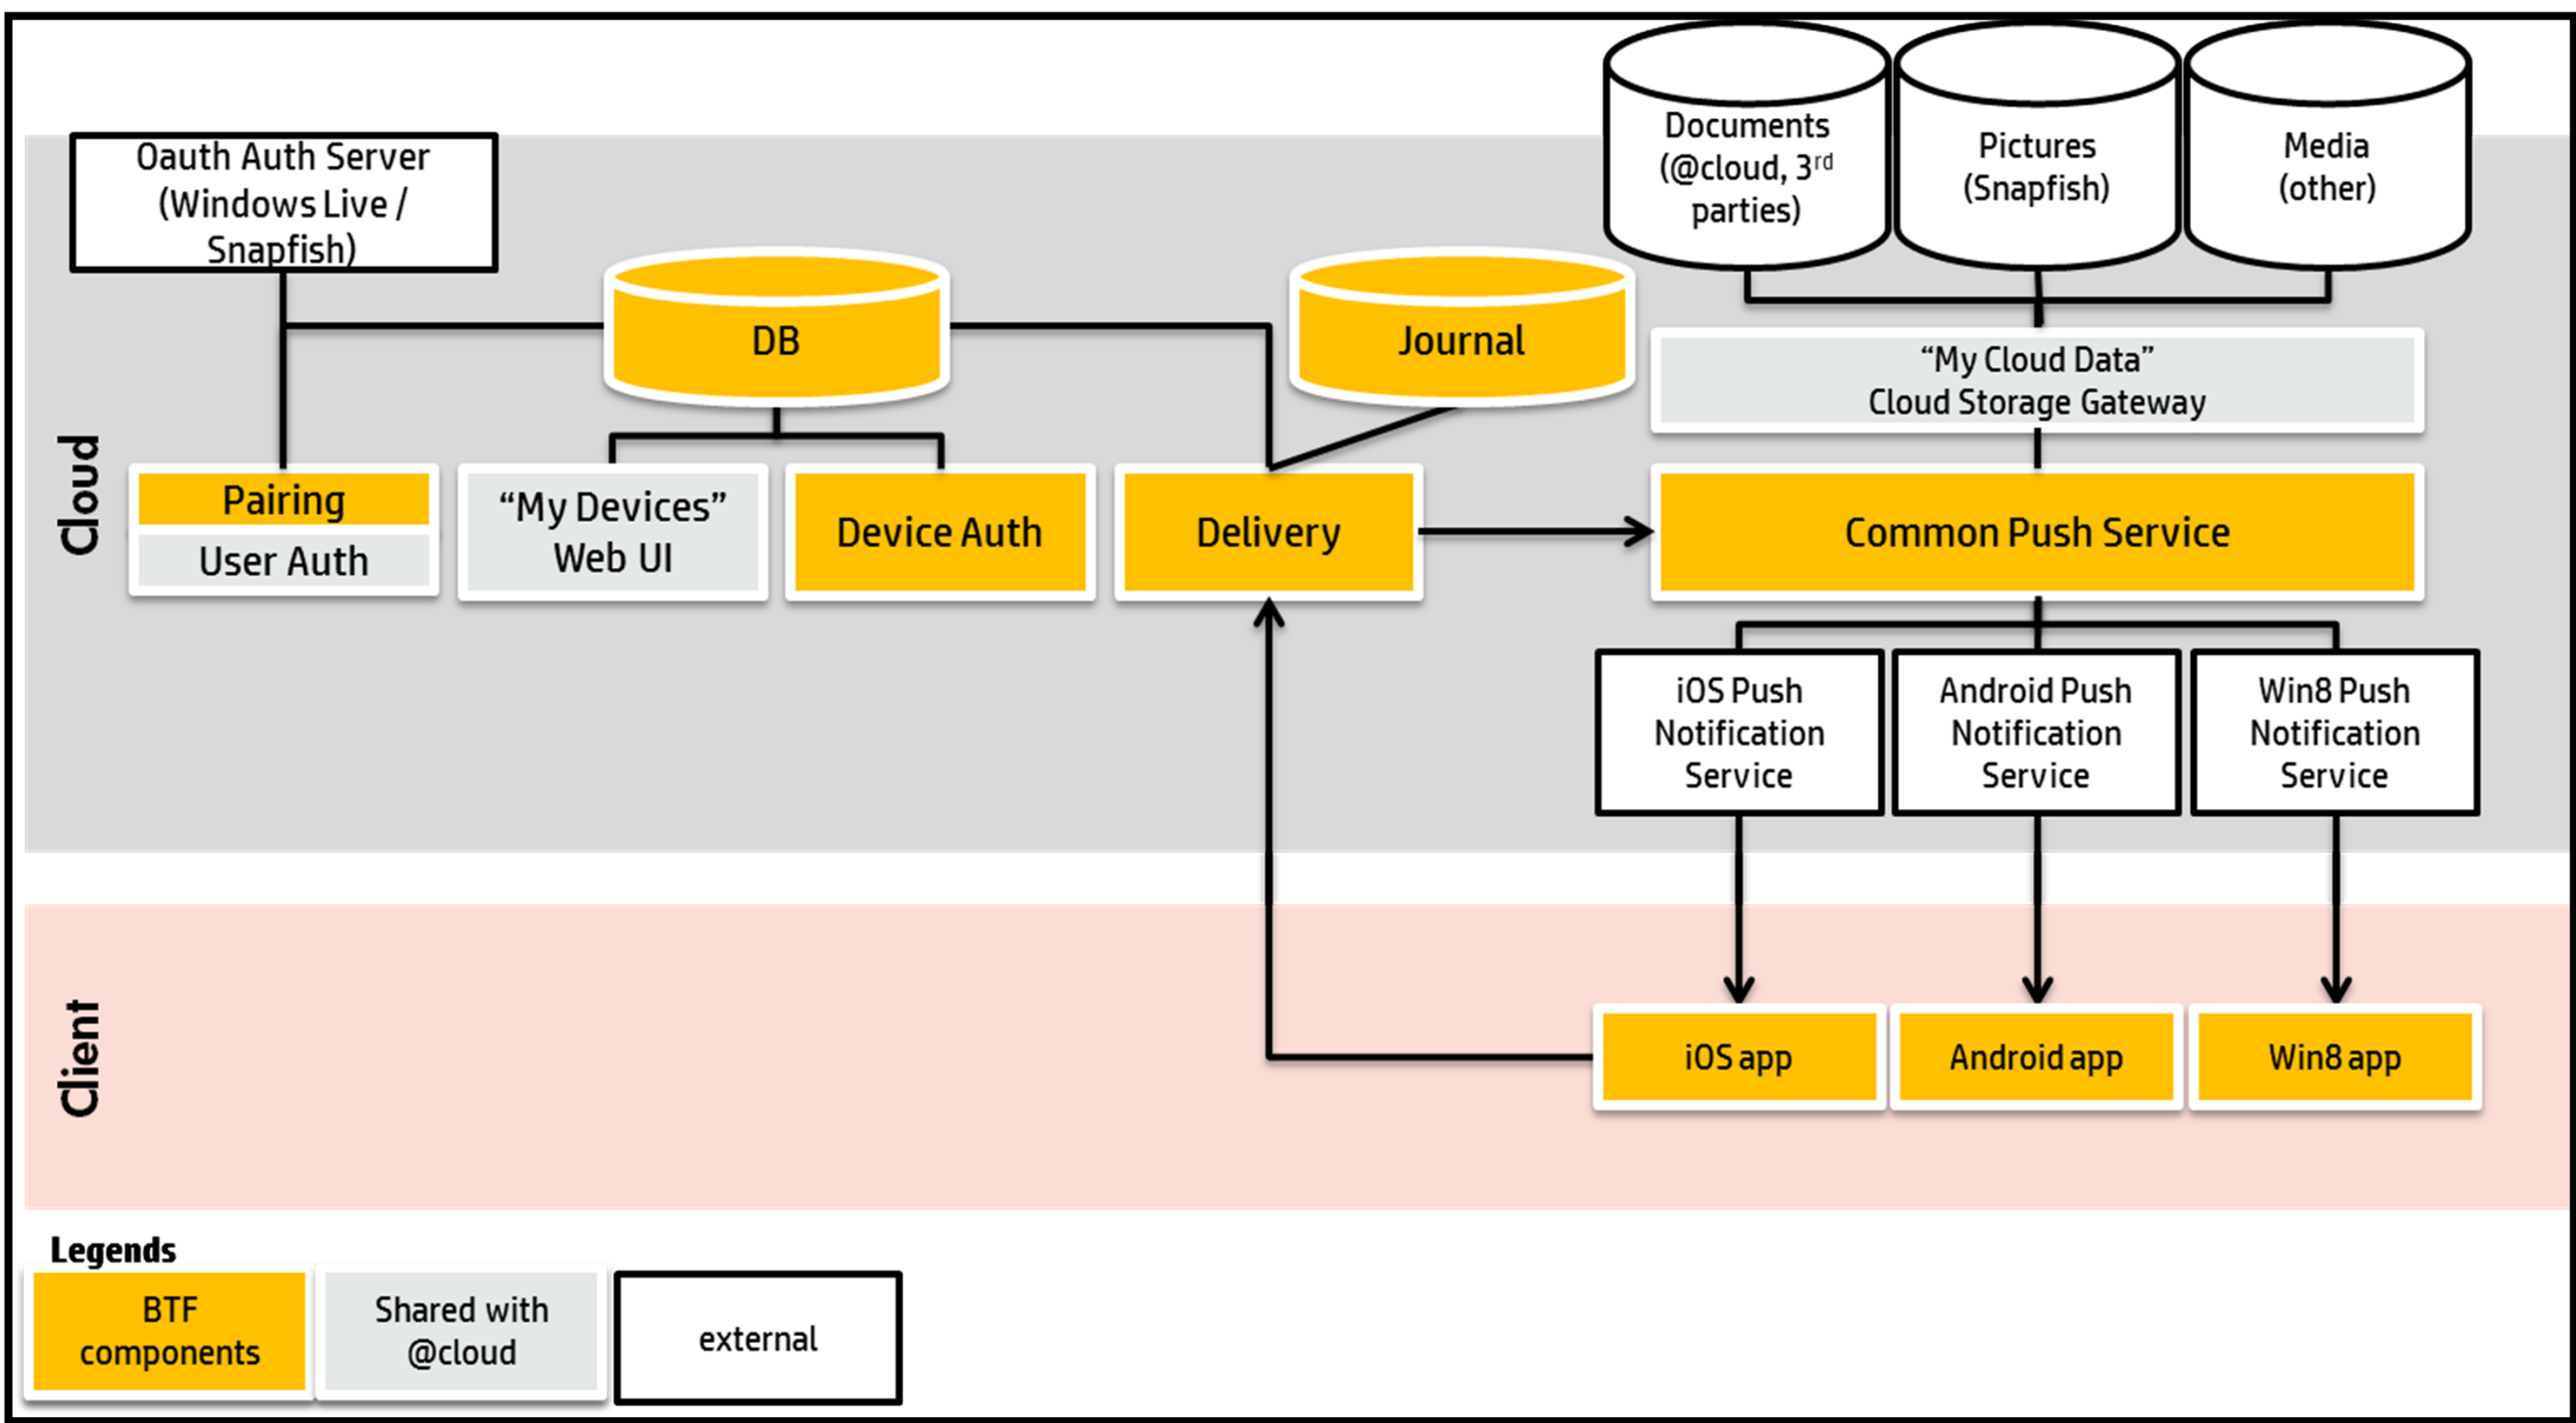 Oauth Auth Server
(Windows Live /
Snapfish)
Documents
(@cloud, 3rd
parties)
Pictures
(Snapfish)
Media
(other)
DB
Journal
“My Cloud Data”
Cloud Storage Gateway
Cloud
Pairing
User Auth
“My Devices”
Web UI
Device Auth
Delivery
Common Push Service
iOS Push
Notification
Service
Android Push
Notification
Service
Win8 Push
Notification
Service
Client
iOS app
Android app
Win8 app
Legends
BTF
components
Shared with
@cloud
external